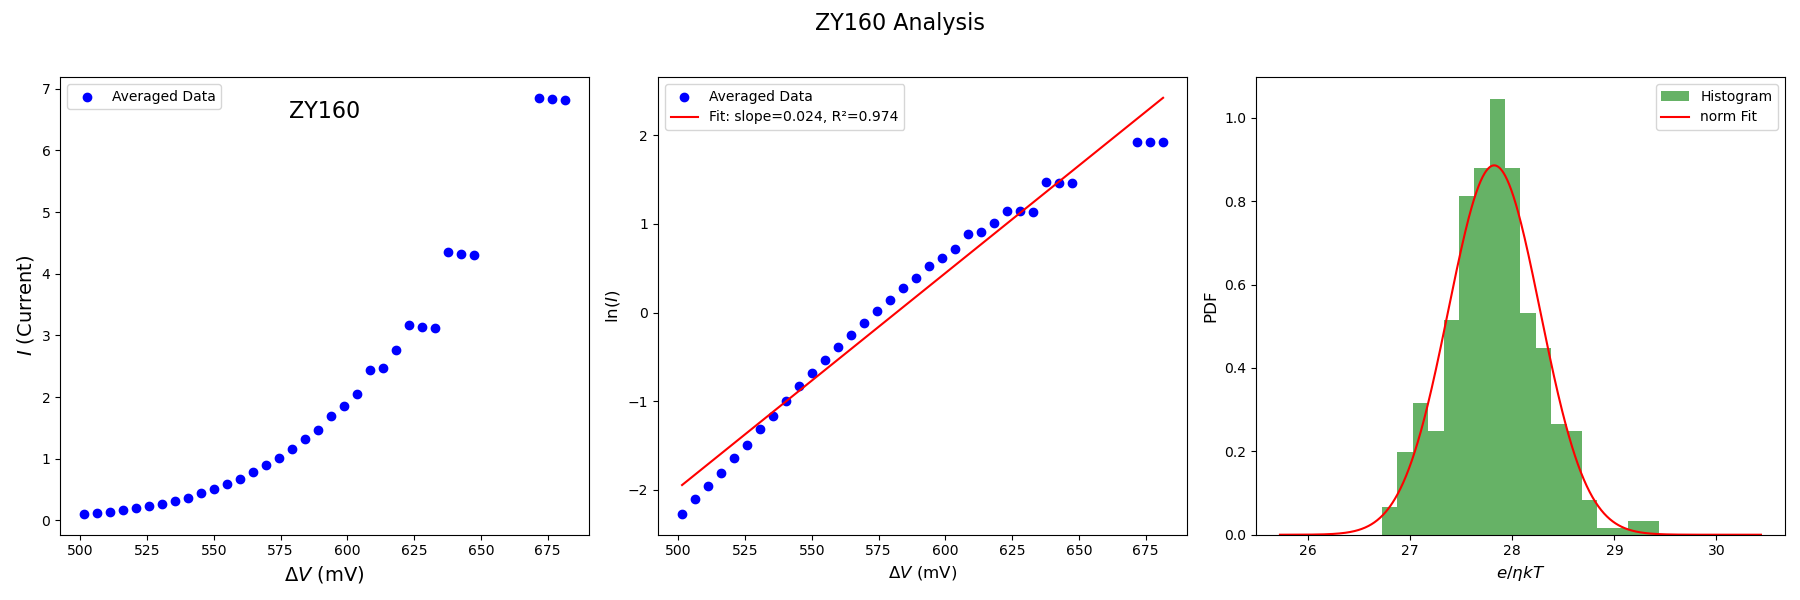 ZY160 Analysis
Averaged Data
ZY160
I (Current)
7
6
5
4
3
2
1
0
500 525 550 575 600 625 650 675
ΔV (mV)
Averaged Data
Fit: slope=0.024, R²=0.974
ln(I)
2
1
0
−1
−2
500 525 550 575 600 625 650 675
ΔV (mV)
Histogram
norm Fit
PDF
1.0
0.8
0.6
0.4
0.2
0.0
26 27 28 29 30
e/ηkT